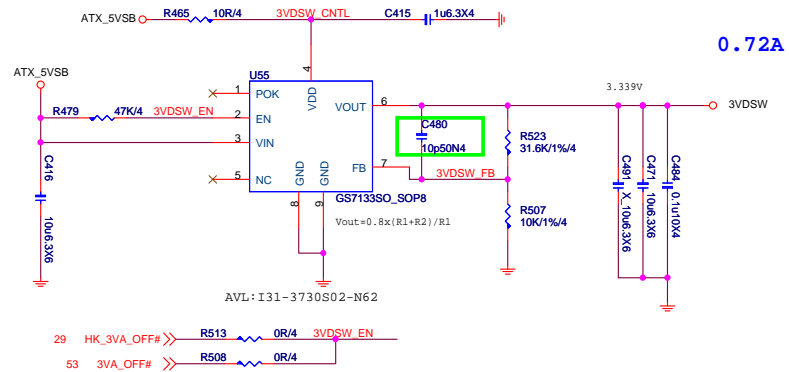 ATX_5VSB R465 10R/4 3VDSW_CNTL C415 1u6.3X4
0.72A
ATX_5VSB
U55
4
3.339V
1 POK
VDD
VOUT 6
3VDSW
R479 47K/4 3VDSW_EN 2 EN
C480
10p50N4
R523
31.6K/1%/4
3 VIN
C416
10u6.3X6
5 NC
GND
GND
FB 7 3VDSW_FB
C491
X_10u6.3X6
C471
10u6.3X6
C484
0.1u10X4
8
9
GS7133SO_SOP8
R507
10K/1%/4
Vout=0.8x(R1+R2)/R1
AVL:I31-3730S02-N62
29 HK_3VA_OFF# R513 0R/4 3VDSW_EN
53 3VA_OFF# R508 0R/4